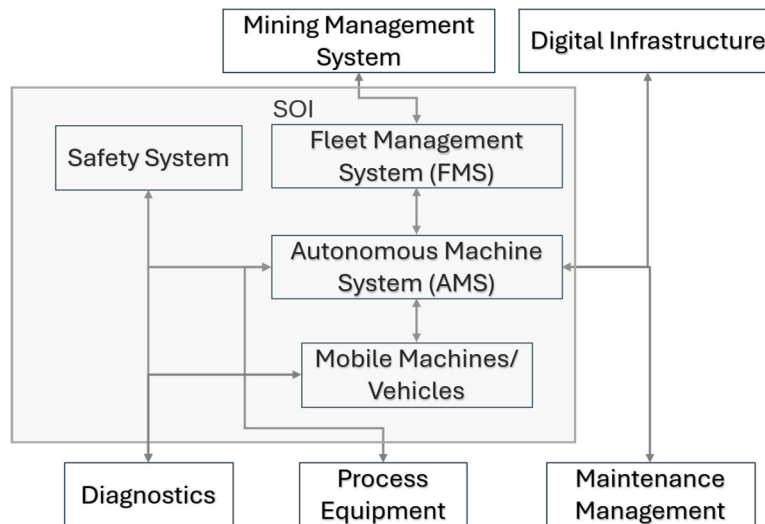 Mining Management
System
Digital Infrastructure
SOI
Safety System
Fleet Management
System (FMS)
Autonomous Machine
System (AMS)
Mobile Machines/
Vehicles
Diagnostics
Process
Equipment
Maintenance
Management